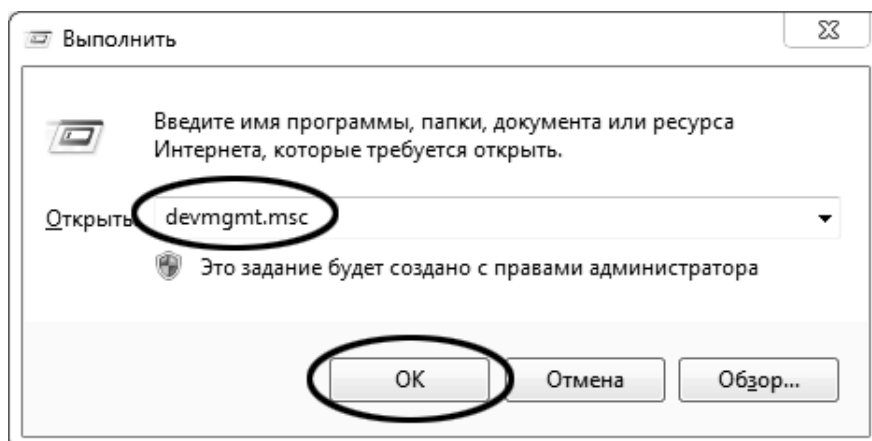 Выполнить
Введите имя программы, папки, документа или ресурса
Интернета, которые требуется открыть.
Открыть devmgmt.msc
Это задание будет создано с правами администратора
OK Отмена Обзор...